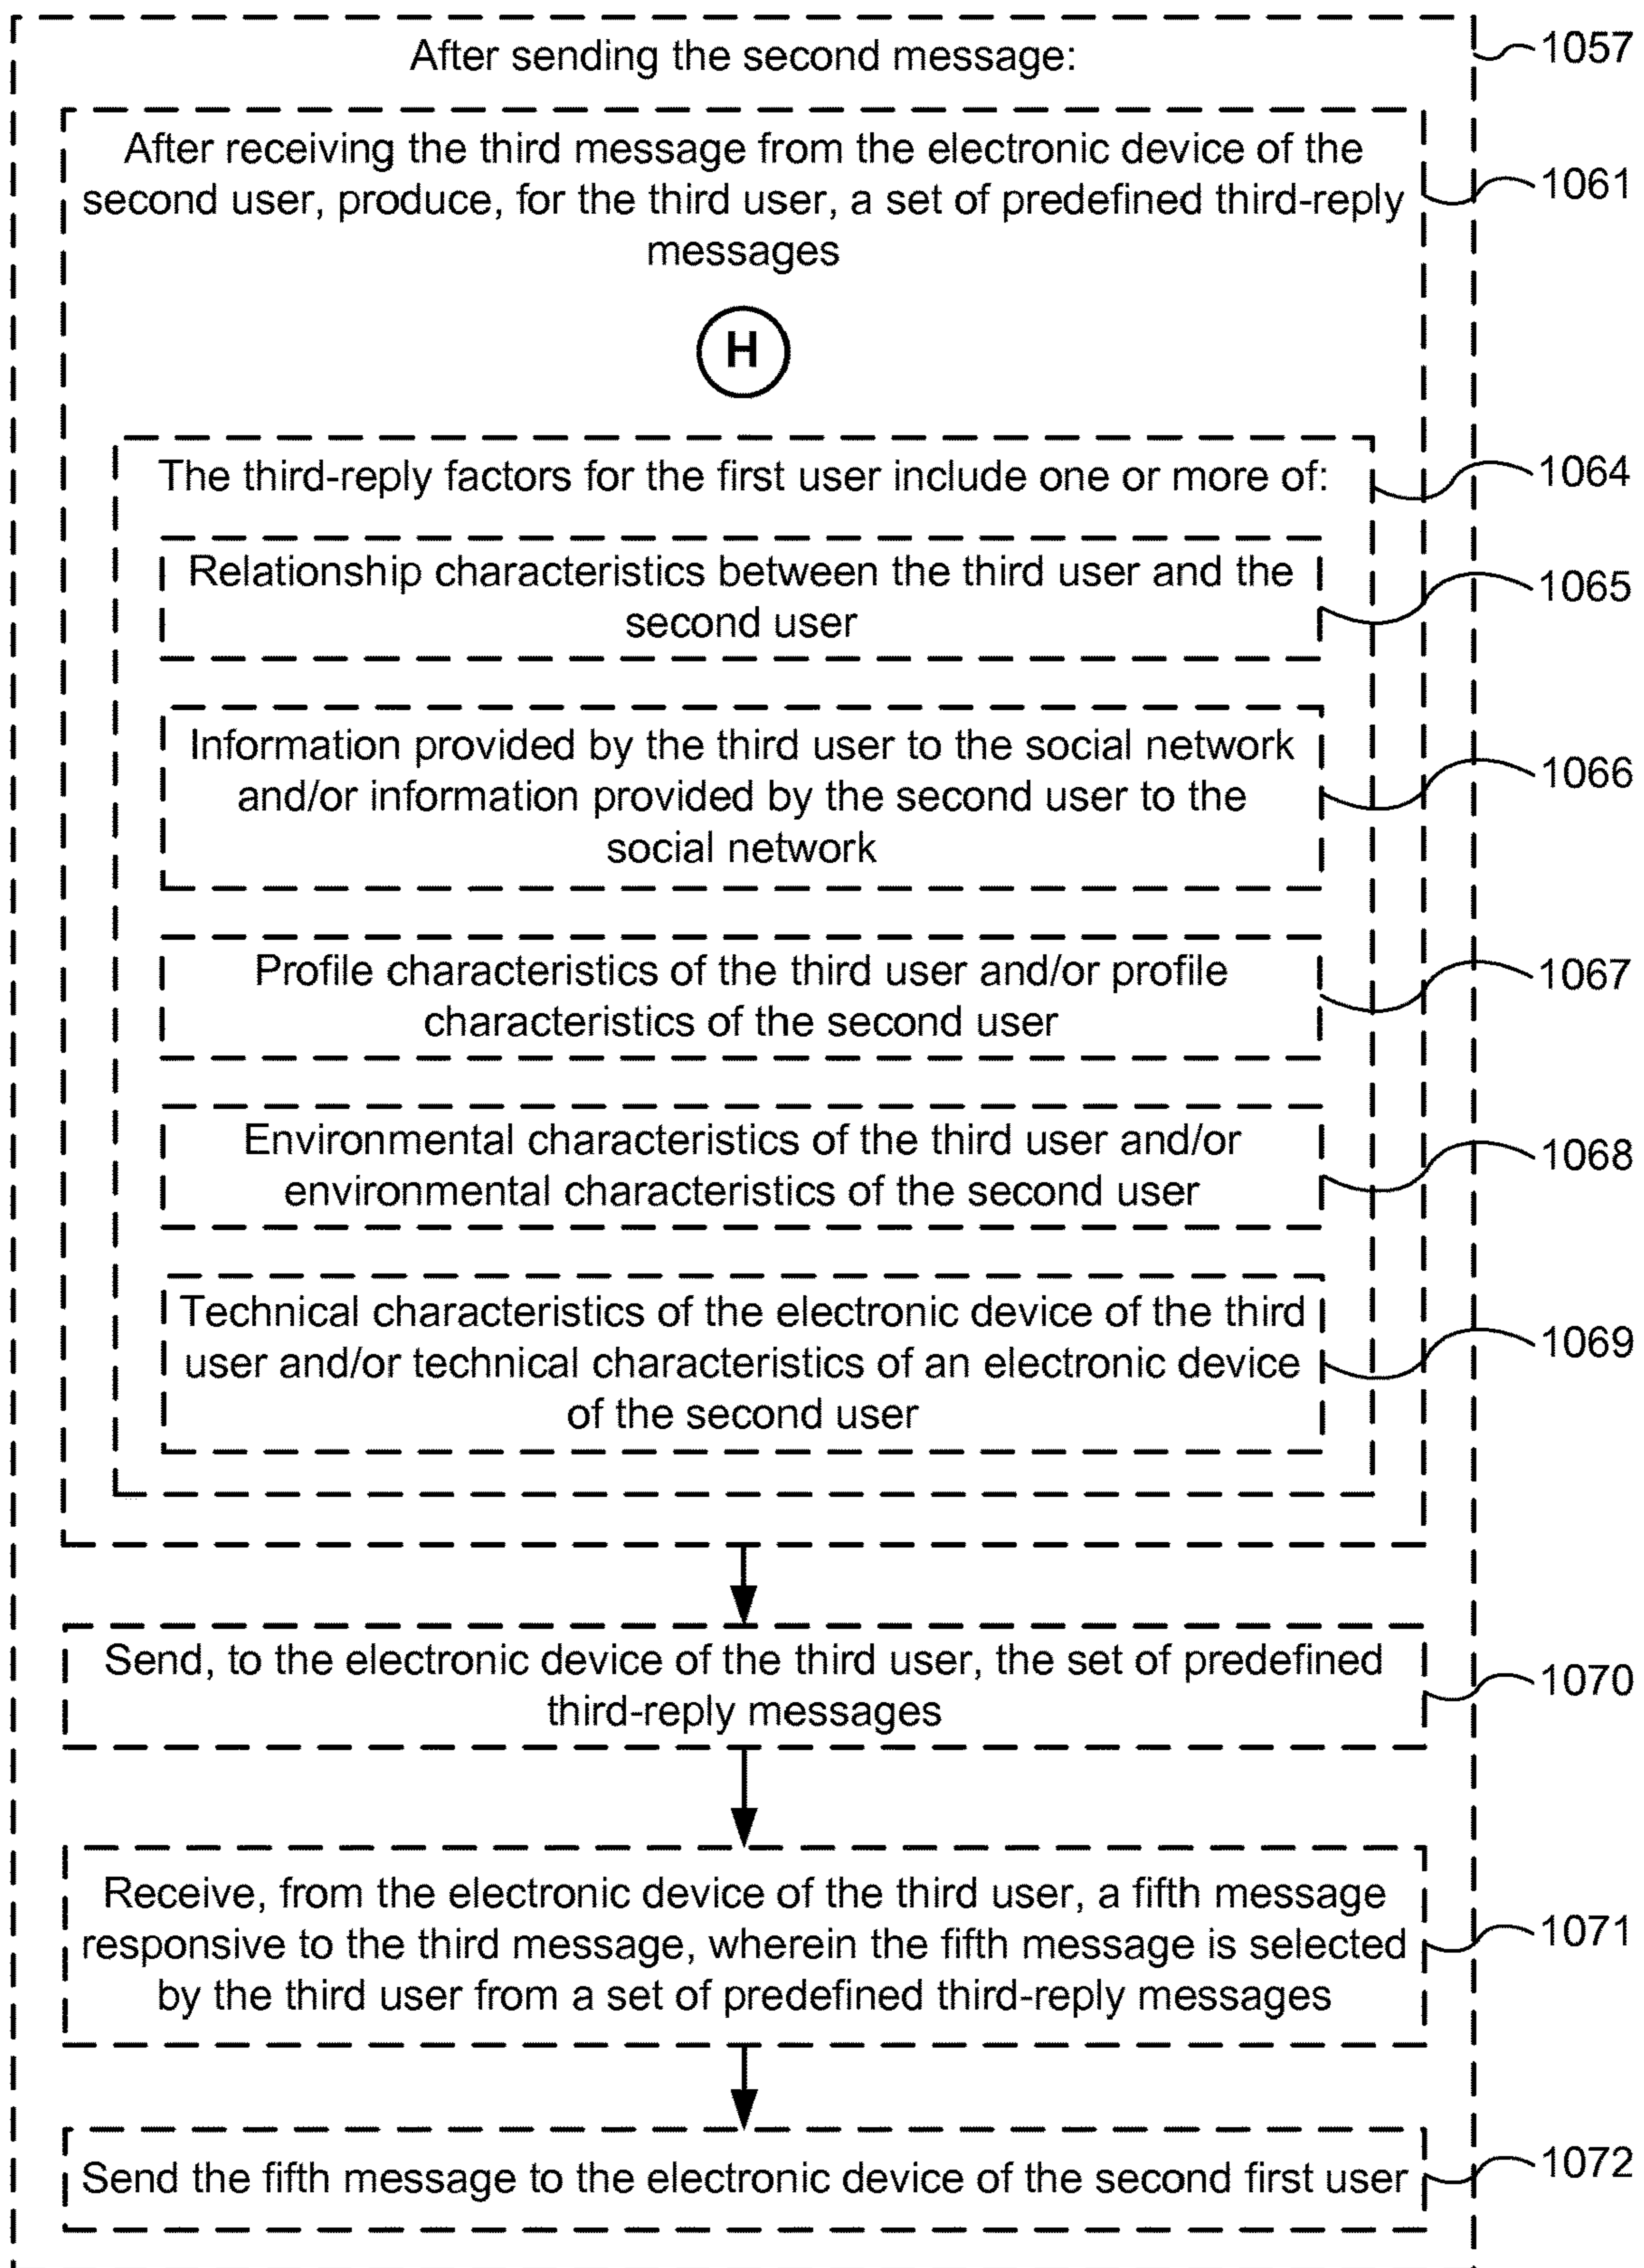 After sending the second message:
1057
After receiving the third message from the electronic device of the
second user, produce, for the third user, a set of predefined third-reply
messages
1061
H
The third-reply factors for the first user include one or more of:
1064
Relationship characteristics between the third user and the
second user
1065
Information provided by the third user to the social network
and/or information provided by the second user to the
social network
1066
Profile characteristics of the third user and/or profile
characteristics of the second user
1067
Environmental characteristics of the third user and/or
environmental characteristics of the second user
1068
Technical characteristics of the electronic device of the third
user and/or technical characteristics of an electronic device
of the second user
1069
Send, to the electronic device of the third user, the set of predefined
third-reply messages
1070
Receive, from the electronic device of the third user, a fifth message
responsive to the third message, wherein the fifth message is selected
by the third user from a set of predefined third-reply messages
1071
Send the fifth message to the electronic device of the second first user
1072